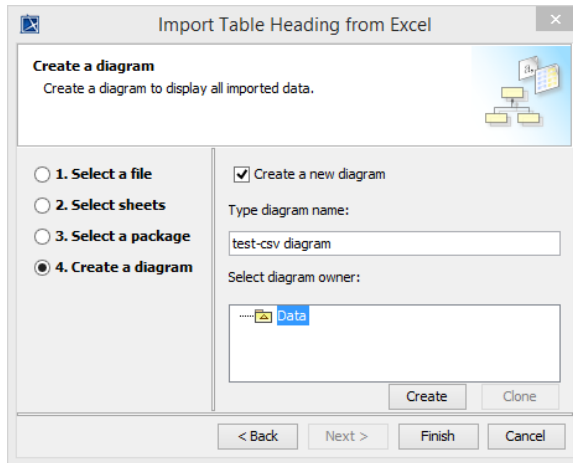 Import Table Heading from Excel
Create a diagram
Create a diagram to display all imported data.
1. Select a file
2. Select sheets
3. Select a package
4. Create a diagram
Create a new diagram
Type diagram name:
test-csv diagram
Select diagram owner:
Data
Create
Clone
< Back
Next >
Finish
Cancel